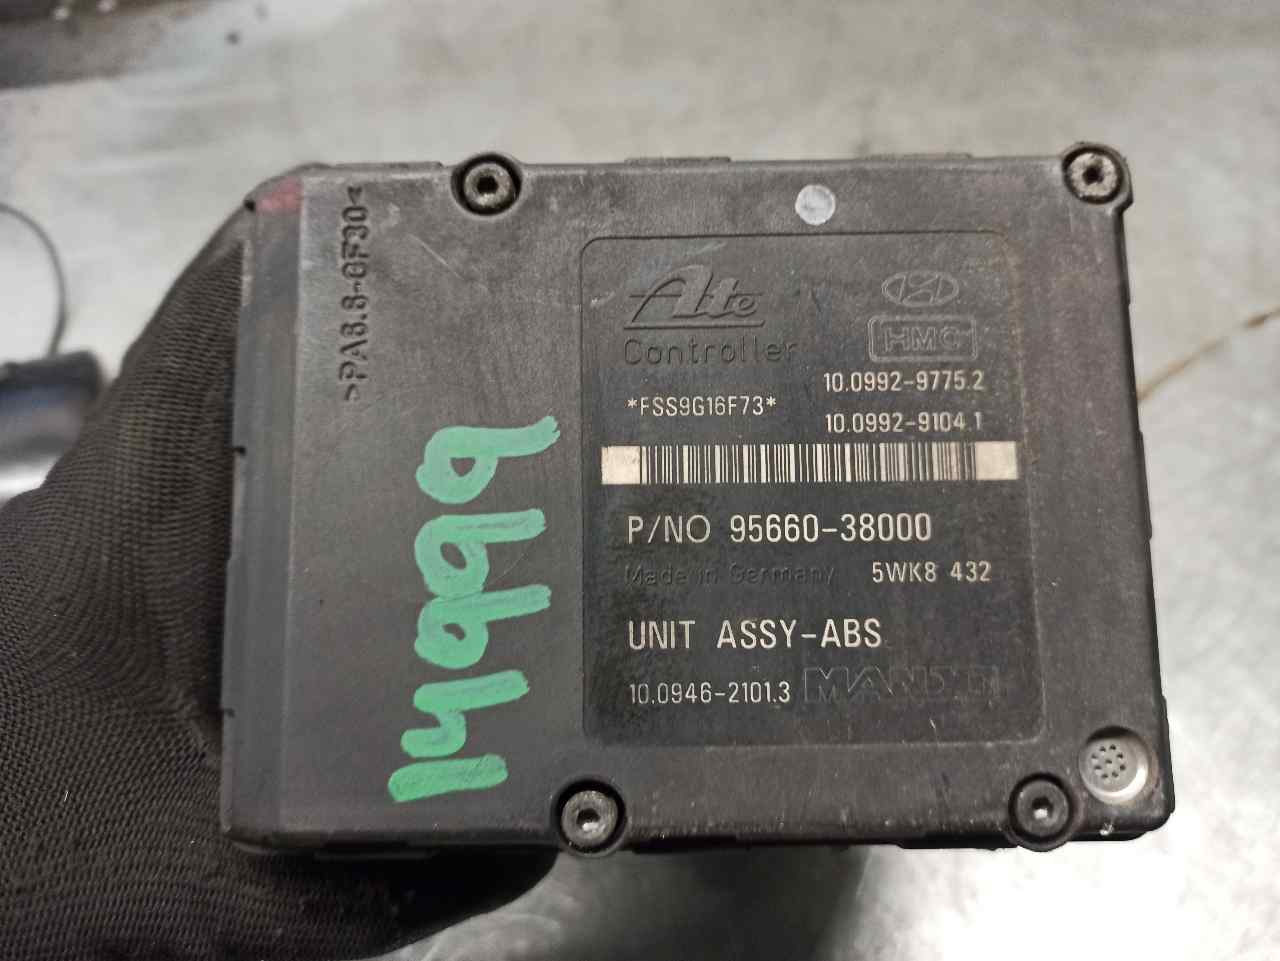 >PA6.6-GF30<
14999
Ate
Controller
HMC
10.0992-9775.2
*FSS9G16F73*
10.0992-9104.1
P/NO 95660-38000
Made in Germany 5WK8 432
UNIT ASSY-ABS
10.0946-2101.3 MANDO